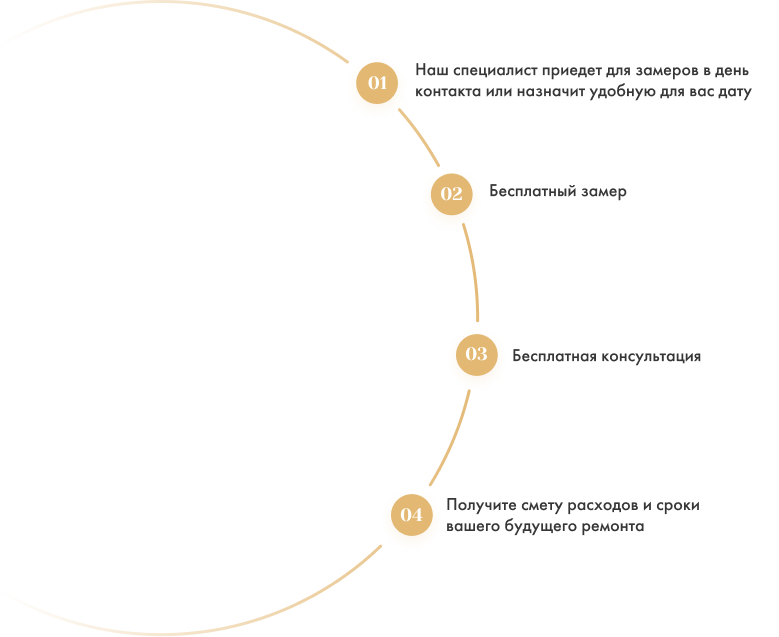 01
Наш специалист приедет для замеров в день
контакта или назначит удобную для вас дату
02
Бесплатный замер
03
Бесплатная консультация
04
Получите смету расходов и сроки
вашего будущего ремонта